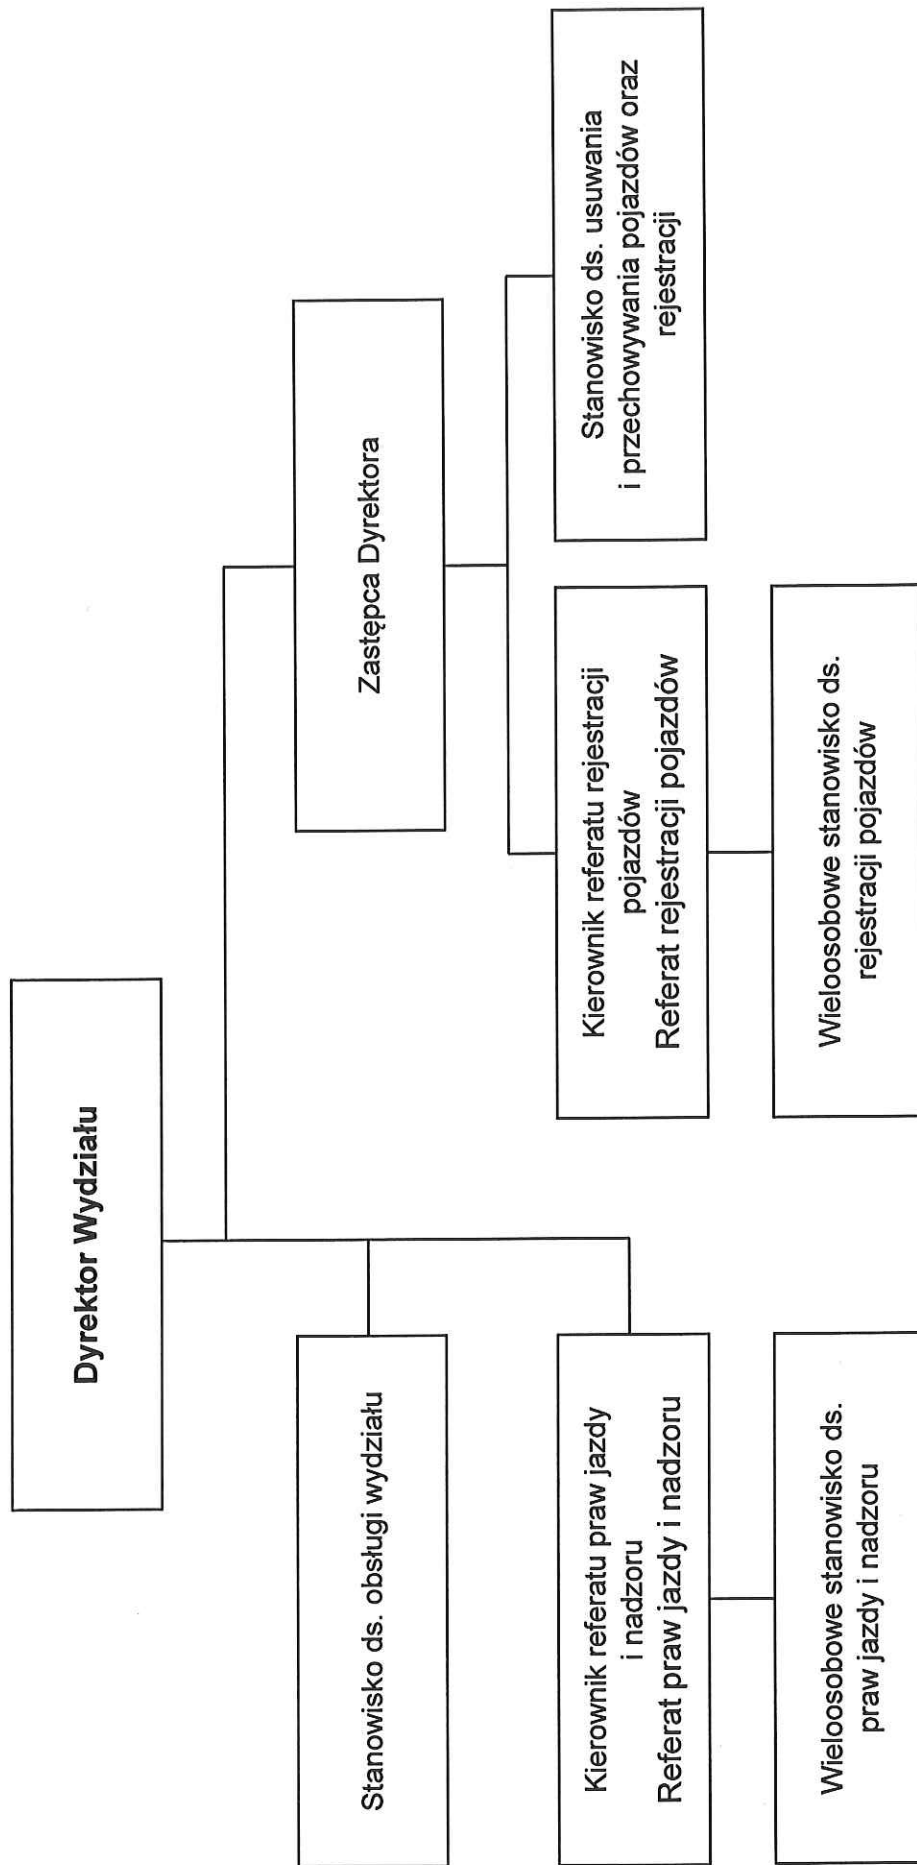 Dyrektor Wydziału
Stanowisko ds. obsługi wydziału
Zastępca Dyrektora
Kierownik referatu praw jazdy
i nadzoru
Referat praw jazdy i nadzoru
Kierownik referatu rejestracji
pojazdów
Referat rejestracji pojazdów
Stanowisko ds. usuwania
i przechowywania pojazdów oraz
rejestracji
Wieloosobowe stanowisko ds.
praw jazdy i nadzoru
Wieloosobowe stanowisko ds.
rejestracji pojazdów